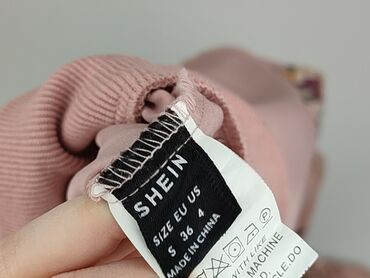 SHEIN
SIZE EU US
S 36 4
MADE IN CHINA
MACHINE